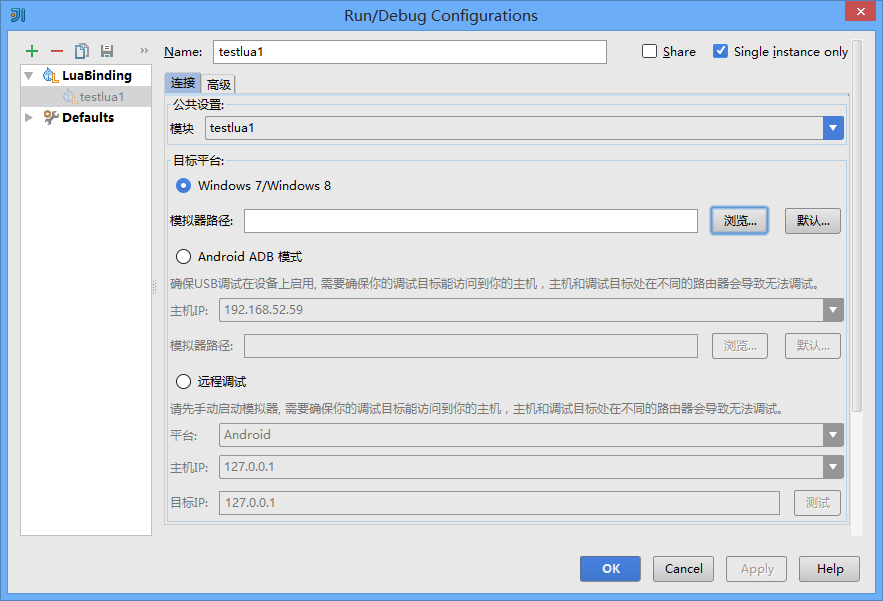 Run/Debug Configurations
Name: testlua1 Share Single instance only
LuaBinding
testlua1
Defaults
连接 高级
公共设置:
模块 testlua1
目标平台:
Windows 7/Windows 8
模拟器路径: 浏览... 默认...
Android ADB 模式
确保USB调试在设备上启用, 需要确保你的调试目标能访问到你的主机，主机和调试目标处在不同的路由器会导致无法调试。
主机IP: 192.168.52.59
模拟器路径: 浏览... 默认...
远程调试
请先手动启动模拟器, 需要确保你的调试目标能访问到你的主机，主机和调试目标处在不同的路由器会导致无法调试。
平台: Android
主机IP: 127.0.0.1
目标IP: 127.0.0.1 测试
OK Cancel Apply Help